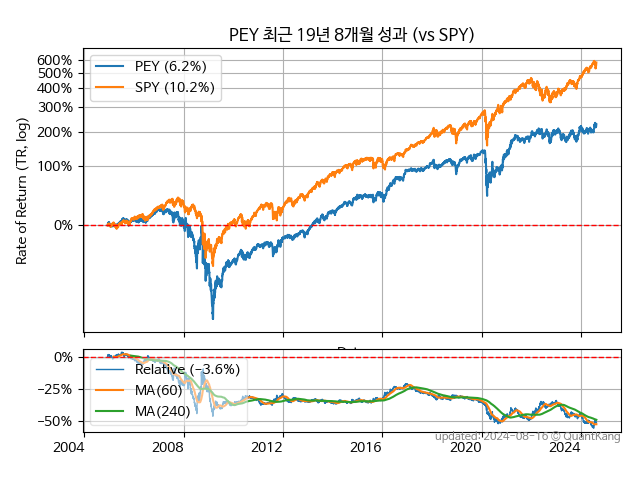 PEY 최근 19년 8개월 성과 (vs SPY)
Rate of Return (TR, log)
600%
500%
400%
300%
200%
100%
0%
PEY (6.2%)
SPY (10.2%)
0%
−25%
−50%
Relative (−3.6%)
MA(60)
MA(240)
2004
2008
2012
2016
2020
2024
updated: 2024-08-16 © QuantKang